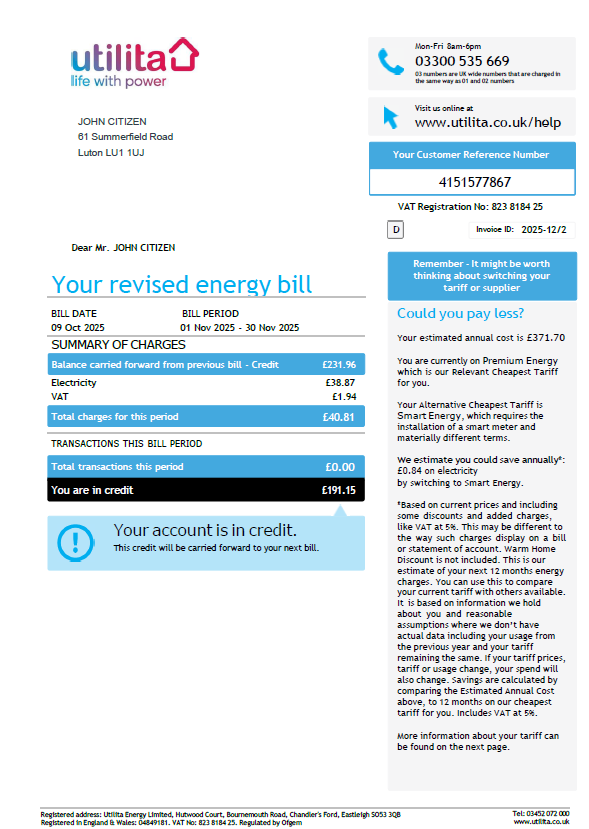 utilita
life with power
Mon-Fri 8am-6pm
03300 535 669
03 numbers are UK wide numbers that are charged in
the same way as 01 and 02 numbers
Visit us online at
www.utilita.co.uk/help
JOHN CITIZEN
61 Summerfield Road
Luton LU1 1UJ
Your Customer Reference Number
4151577867
VAT Registration No: 823 8184 25
D
Invoice ID: 2025-12/2
Dear Mr. JOHN CITIZEN
Your revised energy bill
BILL DATE BILL PERIOD
09 Oct 2025 01 Nov 2025 - 30 Nov 2025
SUMMARY OF CHARGES
Balance carried forward from previous bill - Credit £231.96
Electricity £38.87
VAT £1.94
Total charges for this period £40.81
TRANSACTIONS THIS BILL PERIOD
Total transactions this period £0.00
You are in credit £191.15
Your account is in credit.
This credit will be carried forward to your next bill.
Remember - It might be worth
thinking about switching your
tariff or supplier
Could you pay less?
Your estimated annual cost is £371.70
You are currently on Premium Energy
which is our Relevant Cheapest Tariff
for you.
Your Alternative Cheapest Tariff is
Smart Energy, which requires the
installation of a smart meter and
materially different terms.
We estimate you could save annually#:
£0.84 on electricity
by switching to Smart Energy.
#Based on current prices and including
some discounts and added charges,
like VAT at 5%. This may be different to
the way such charges display on a bill
or statement of account. Warm Home
Discount is not included. This is our
estimate of your next 12 months energy
charges. You can use this to compare
your current tariff with others available.
It is based on information we hold
about you and reasonable
assumptions where we don't have
actual data including your usage from
the previous year and your tariff
remaining the same. If your tariff prices,
tariff or usage change, your spend will
also change. Savings are calculated by
comparing the Estimated Annual Cost
above, to 12 months on our cheapest
tariff for you. Includes VAT at 5%.
More information about your tariff can
be found on the next page.
Registered address: Utilita Energy Limited, Hutwood Court, Bournemouth Road, Chandler's Ford, Eastleigh SO53 3QB
Registered in England & Wales: 04849181. VAT No: 823 8184 25. Regulated by Ofgem
Tel: 03452 072 000
www.utilita.co.uk